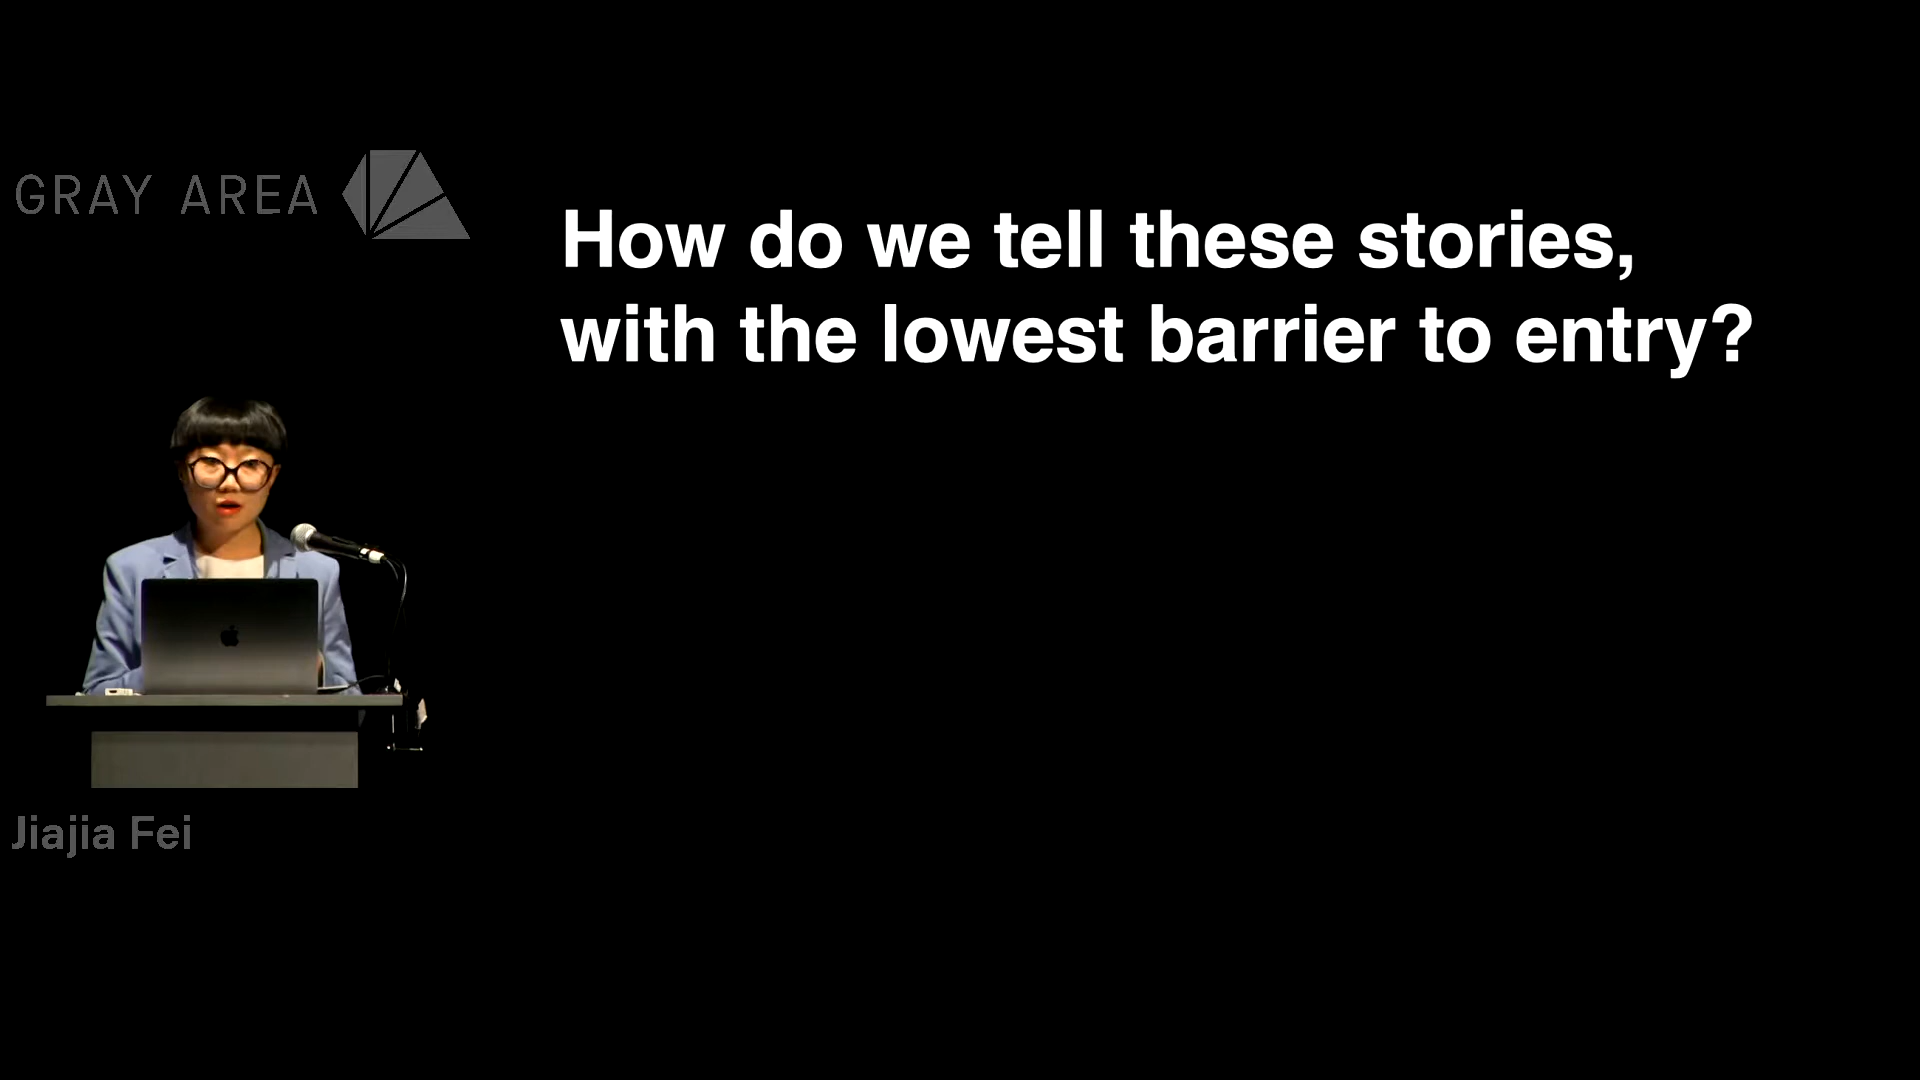 GRAY AREA
How do we tell these stories,
with the lowest barrier to entry?
Jiajia Fei